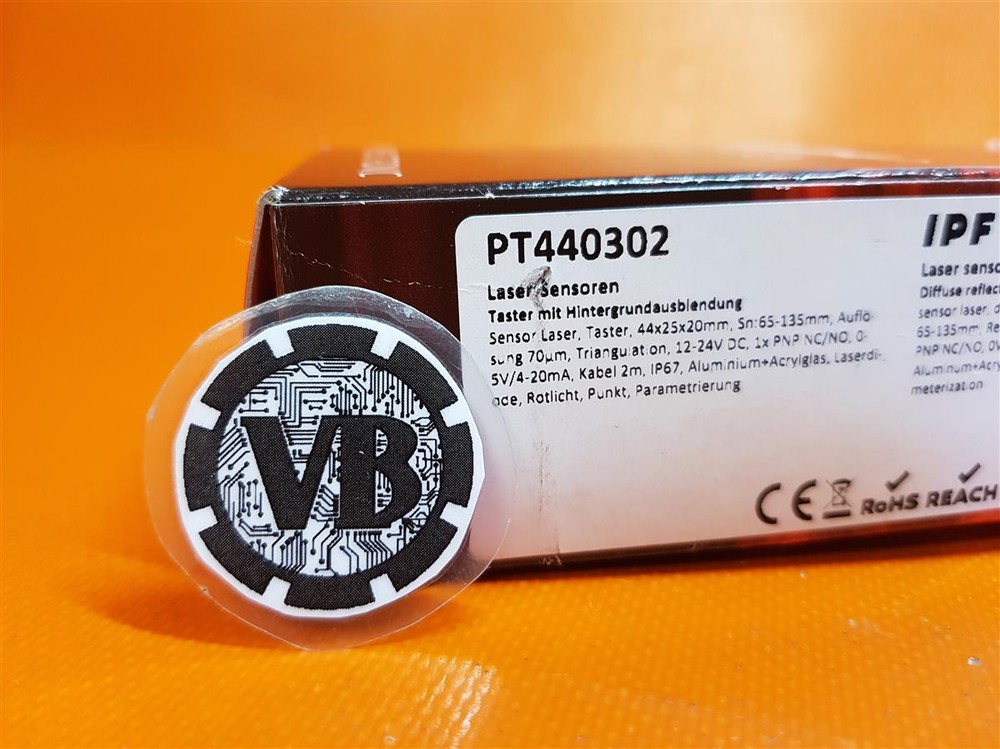 PT440302
Laser Sensoren
Taster mit Hintergrundausblendung
Sensor Laser, Taster, 44x25x20mm, Sn:65-135mm, Auflö-
sung 70µm, Triangulation, 12-24V DC, 1x PNP NC/NO, 0-
5V/4-20mA, Kabel 2m, IP67, Aluminium+Acrylglas, Laserdi-
ode, Rotlicht, Punkt, Parametrierung
IPF
Laser senso
Diffuse reflect
sensor laser, d
65-135mm, Re
PNP NC/NO, 0V
Aluminum+Acry
meterization
CE RoHS REACH
VB